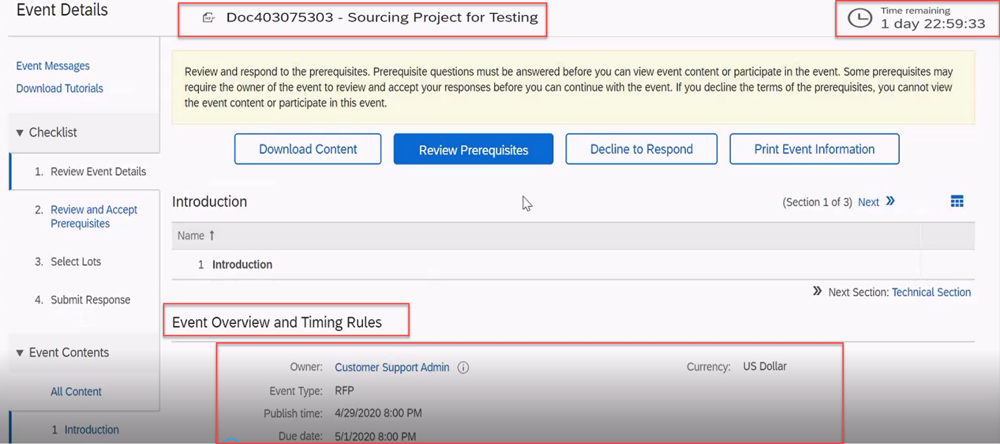 Event Details
RFP
Doc403075303 - Sourcing Project for Testing
Time remaining
1 day 22:59:33
Event Messages
Download Tutorials
▼ Checklist
1. Review Event Details
2. Review and Accept
Prerequisites
3. Select Lots
4. Submit Response
▼ Event Contents
All Content
1 Introduction
Review and respond to the prerequisites. Prerequisite questions must be answered before you can view event content or participate in the event. Some prerequisites may
require the owner of the event to review and accept your responses before you can continue with the event. If you decline the terms of the prerequisites, you cannot view
the event content or participate in this event.
Download Content
Review Prerequisites
Decline to Respond
Print Event Information
Introduction
(Section 1 of 3) Next »
Name ↑
1 Introduction
» Next Section: Technical Section
Event Overview and Timing Rules
Owner: Customer Support Admin
Currency: US Dollar
Event Type: RFP
Publish time: 4/29/2020 8:00 PM
Due date: 5/1/2020 8:00 PM